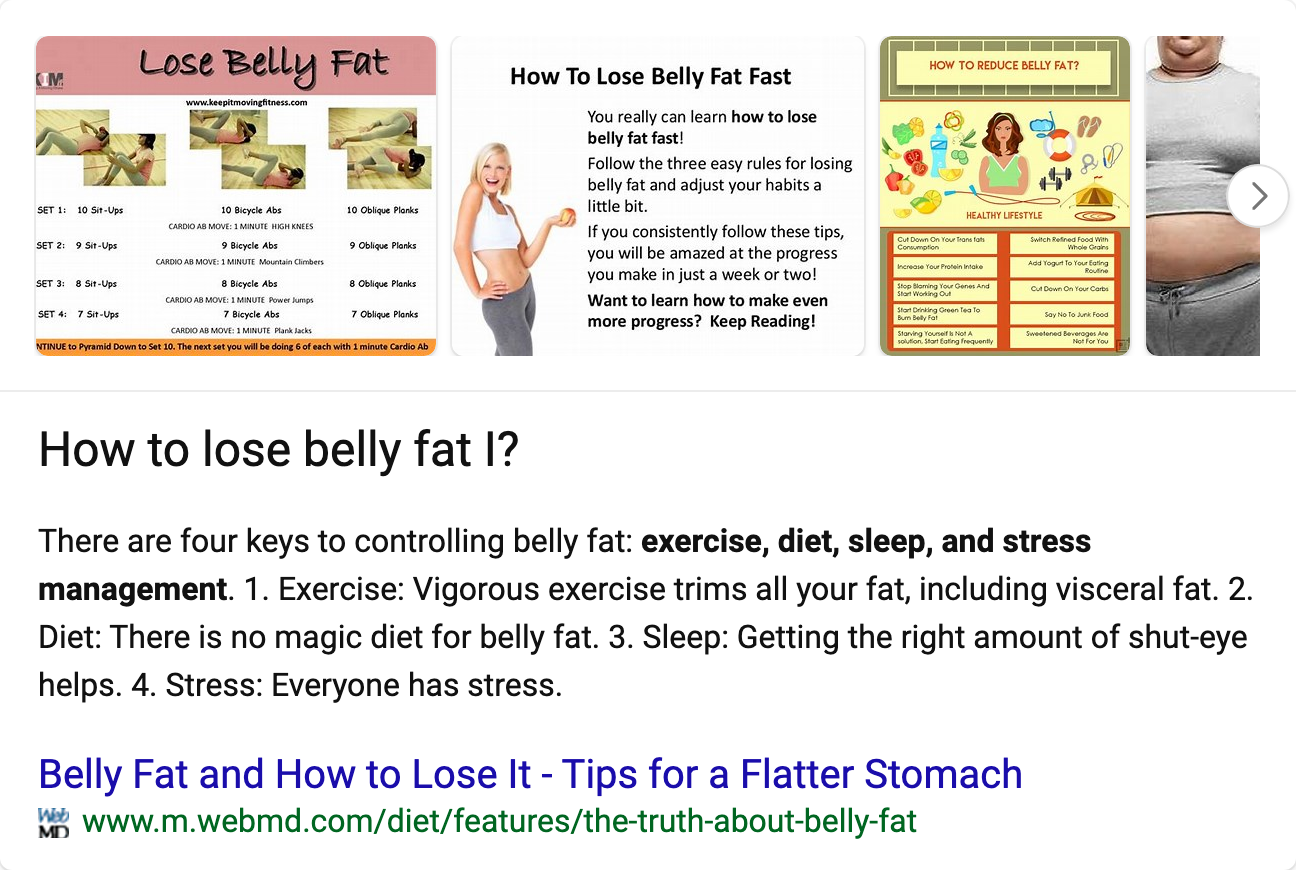 Lose Belly Fat
www.keepitmovingfitness.com
SET 1: 10 Sit-Ups 10 Bicycle Abs 10 Oblique Planks
CARDIO AB MOVE: 1 MINUTE HIGH KNEES
SET 2: 9 Sit-Ups 9 Bicycle Abs 9 Oblique Planks
CARDIO AB MOVE: 1 MINUTE Mountain Climbers
SET 3: 8 Sit-Ups 8 Bicycle Abs 8 Oblique Planks
CARDIO AB MOVE: 1 MINUTE Power Jumps
SET 4: 7 Sit-Ups 7 Bicycle Abs 7 Oblique Planks
CARDIO AB MOVE: 1 MINUTE Plank Jacks
NTINUE to Pyramid Down to Set 10. The next set you will be doing 6 of each with 1 minute Cardio Ab
How To Lose Belly Fat Fast
You really can learn how to lose
belly fat fast!
Follow the three easy rules for losing
belly fat and adjust your habits a
little bit.
If you consistently follow these tips,
you will be amazed at the progress
you make in just a week or two!
Want to learn how to make even
more progress? Keep Reading!
HOW TO REDUCE BELLY FAT?
HEALTHY LIFESTYLE
Cut Down On Your Trans fats
Consumption
Switch Refined Food With
Whole Grains
Increase Your Protein Intake
Add Yogurt To Your Eating
Routine
Stop Blaming Your Genes And
Start Working Out
Cut Down On Your Carbs
Start Drinking Green Tea To
Burn Belly Fat
Say No To Junk Food
Starving Yourself Is Not A
solution, Start Eating Frequently
Sweetened Beverages Are
Not For You
How to lose belly fat I?
There are four keys to controlling belly fat: exercise, diet, sleep, and stress
management. 1. Exercise: Vigorous exercise trims all your fat, including visceral fat. 2.
Diet: There is no magic diet for belly fat. 3. Sleep: Getting the right amount of shut-eye
helps. 4. Stress: Everyone has stress.
Belly Fat and How to Lose It - Tips for a Flatter Stomach
Web
MD
www.m.webmd.com/diet/features/the-truth-about-belly-fat